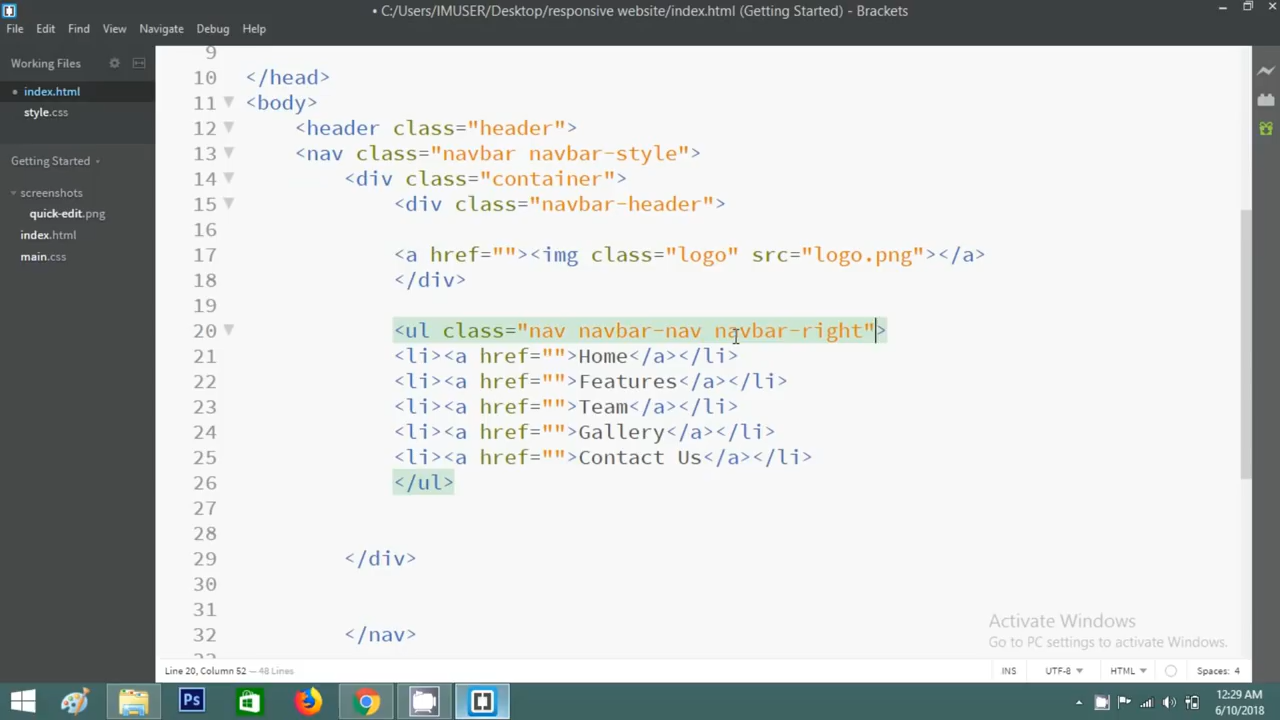 • C:/Users/IMUSER/Desktop/responsive website/index.html (Getting Started) - Brackets
File Edit Find View Navigate Debug Help
Working Files
• index.html
style.css
Getting Started
screenshots
quick-edit.png
index.html
main.css
9
10 </head>
11 <body>
12 <header class="header">
13 <nav class="navbar navbar-style">
14 <div class="container">
15 <div class="navbar-header">
16
17 <a href=""><img class="logo" src="logo.png"></a>
18 </div>
19
20 <ul class="nav navbar-nav navbar-right">
21 <li><a href="">Home</a></li>
22 <li><a href="">Features</a></li>
23 <li><a href="">Team</a></li>
24 <li><a href="">Gallery</a></li>
25 <li><a href="">Contact Us</a></li>
26 </ul>
27
28
29 </div>
30
31
32 </nav>
Activate Windows
Go to PC settings to activate Windows.
Line 20, Column 52 — 48 Lines
INS UTF-8 HTML Spaces: 4
Ps
12:29 AM
6/10/2018